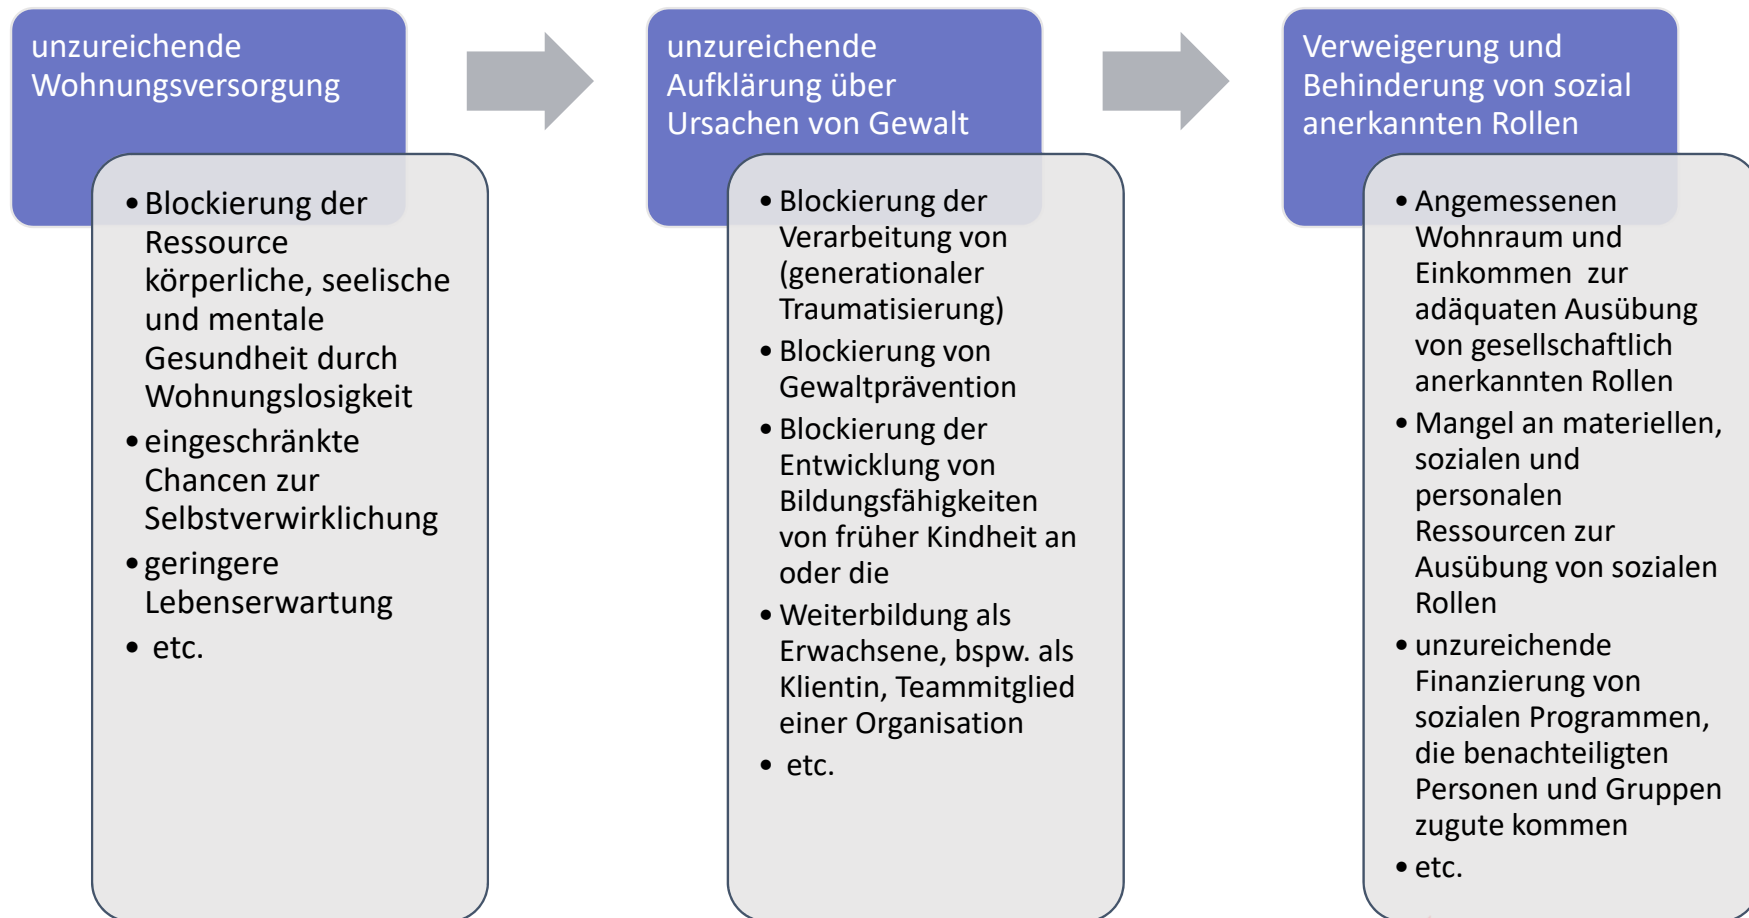 unzureichende
Wohnungsversorgung
• Blockierung der
Ressource
körperliche, seelische
und mentale
Gesundheit durch
Wohnungslosigkeit
• eingeschränkte
Chancen zur
Selbstverwirklichung
• geringere
Lebenserwartung
• etc.
unzureichende
Aufklärung über
Ursachen von Gewalt
• Blockierung der
Verarbeitung von
(generationaler
Traumatisierung)
• Blockierung von
Gewaltprävention
• Blockierung der
Entwicklung von
Bildungsfähigkeiten
von früher Kindheit an
oder die
• Weiterbildung als
Erwachsene, bspw. als
Klientin, Teammitglied
einer Organisation
• etc.
Verweigerung und
Behinderung von sozial
anerkannten Rollen
• Angemessenen
Wohnraum und
Einkommen zur
adäquaten Ausübung
von gesellschaftlich
anerkannten Rollen
• Mangel an materiellen,
sozialen und
personalen
Ressourcen zur
Ausübung von sozialen
Rollen
• unzureichende
Finanzierung von
sozialen Programmen,
die benachteiligten
Personen und Gruppen
zugute kommen
• etc.